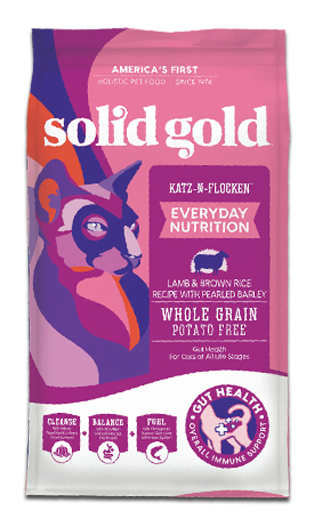 AMERICA'S FIRST
HOLISTIC PET FOOD · SINCE 1974
solid gold
KATZ-N-FLOCKEN™
EVERYDAY
NUTRITION
LAMB & BROWN RICE
RECIPE WITH PEARLED BARLEY
WHOLE GRAIN
POTATO FREE
Gut Health
For Cats of All Life Stages
GUT HEALTH
OVERALL IMMUNE SUPPORT
CLEANSE
BALANCE
FUEL